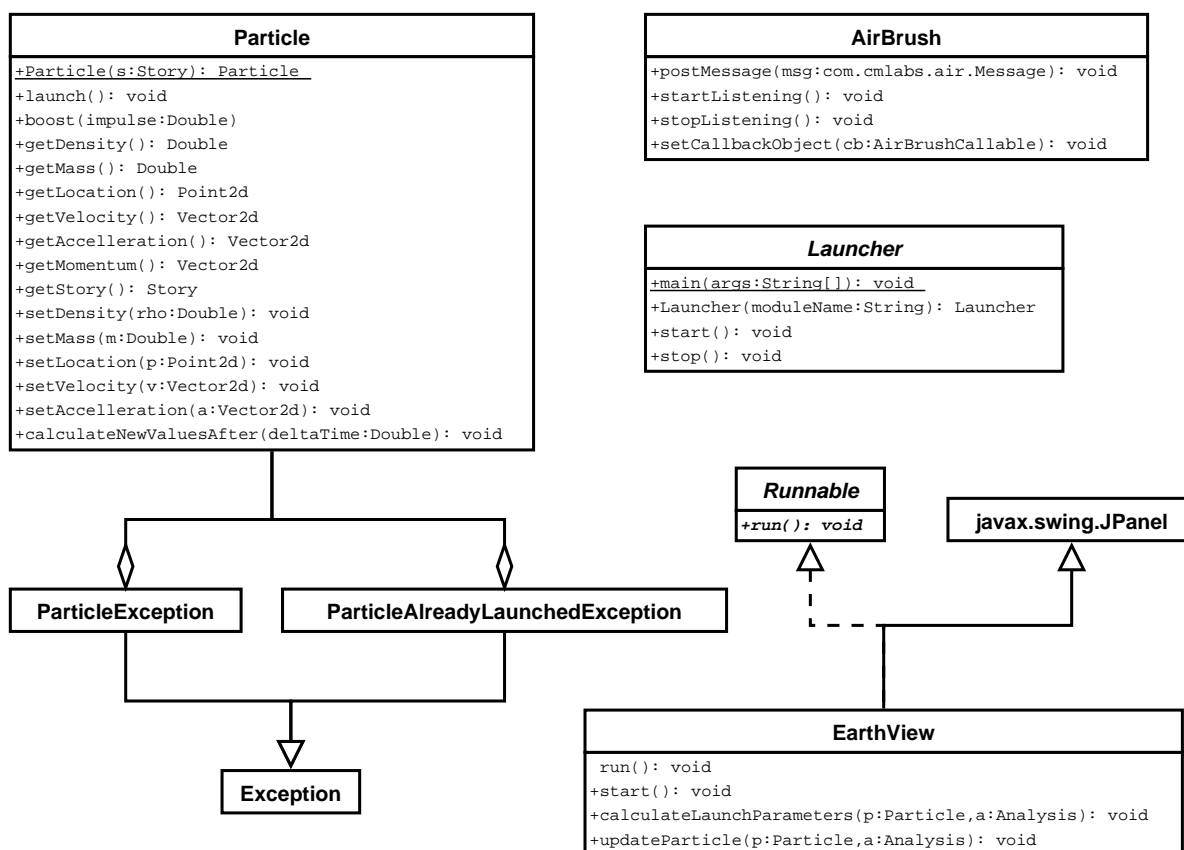 Particle
+Particle(s:Story): Particle
+launch(): void
+boost(impulse:Double)
+getDensity(): Double
+getMass(): Double
+getLocation(): Point2d
+getVelocity(): Vector2d
+getAccelleration(): Vector2d
+getMomentum(): Vector2d
+getStory(): Story
+setDensity(rho:Double): void
+setMass(m:Double): void
+setLocation(p:Point2d): void
+setVelocity(v:Vector2d): void
+setAccelleration(a:Vector2d): void
+calculateNewValuesAfter(deltaTime:Double): void
AirBrush
+postMessage(msg:com.cmlabs.air.Message): void
+startListening(): void
+stopListening(): void
+setCallbackObject(cb:AirBrushCallable): void
Launcher
+main(args:String[]): void
+Launcher(moduleName:String): Launcher
+start(): void
+stop(): void
Runnable
+run(): void
javax.swing.JPanel
ParticleException
ParticleAlreadyLaunchedException
Exception
EarthView
run(): void
+start(): void
+calculateLaunchParameters(p:Particle,a:Analysis): void
+updateParticle(p:Particle,a:Analysis): void